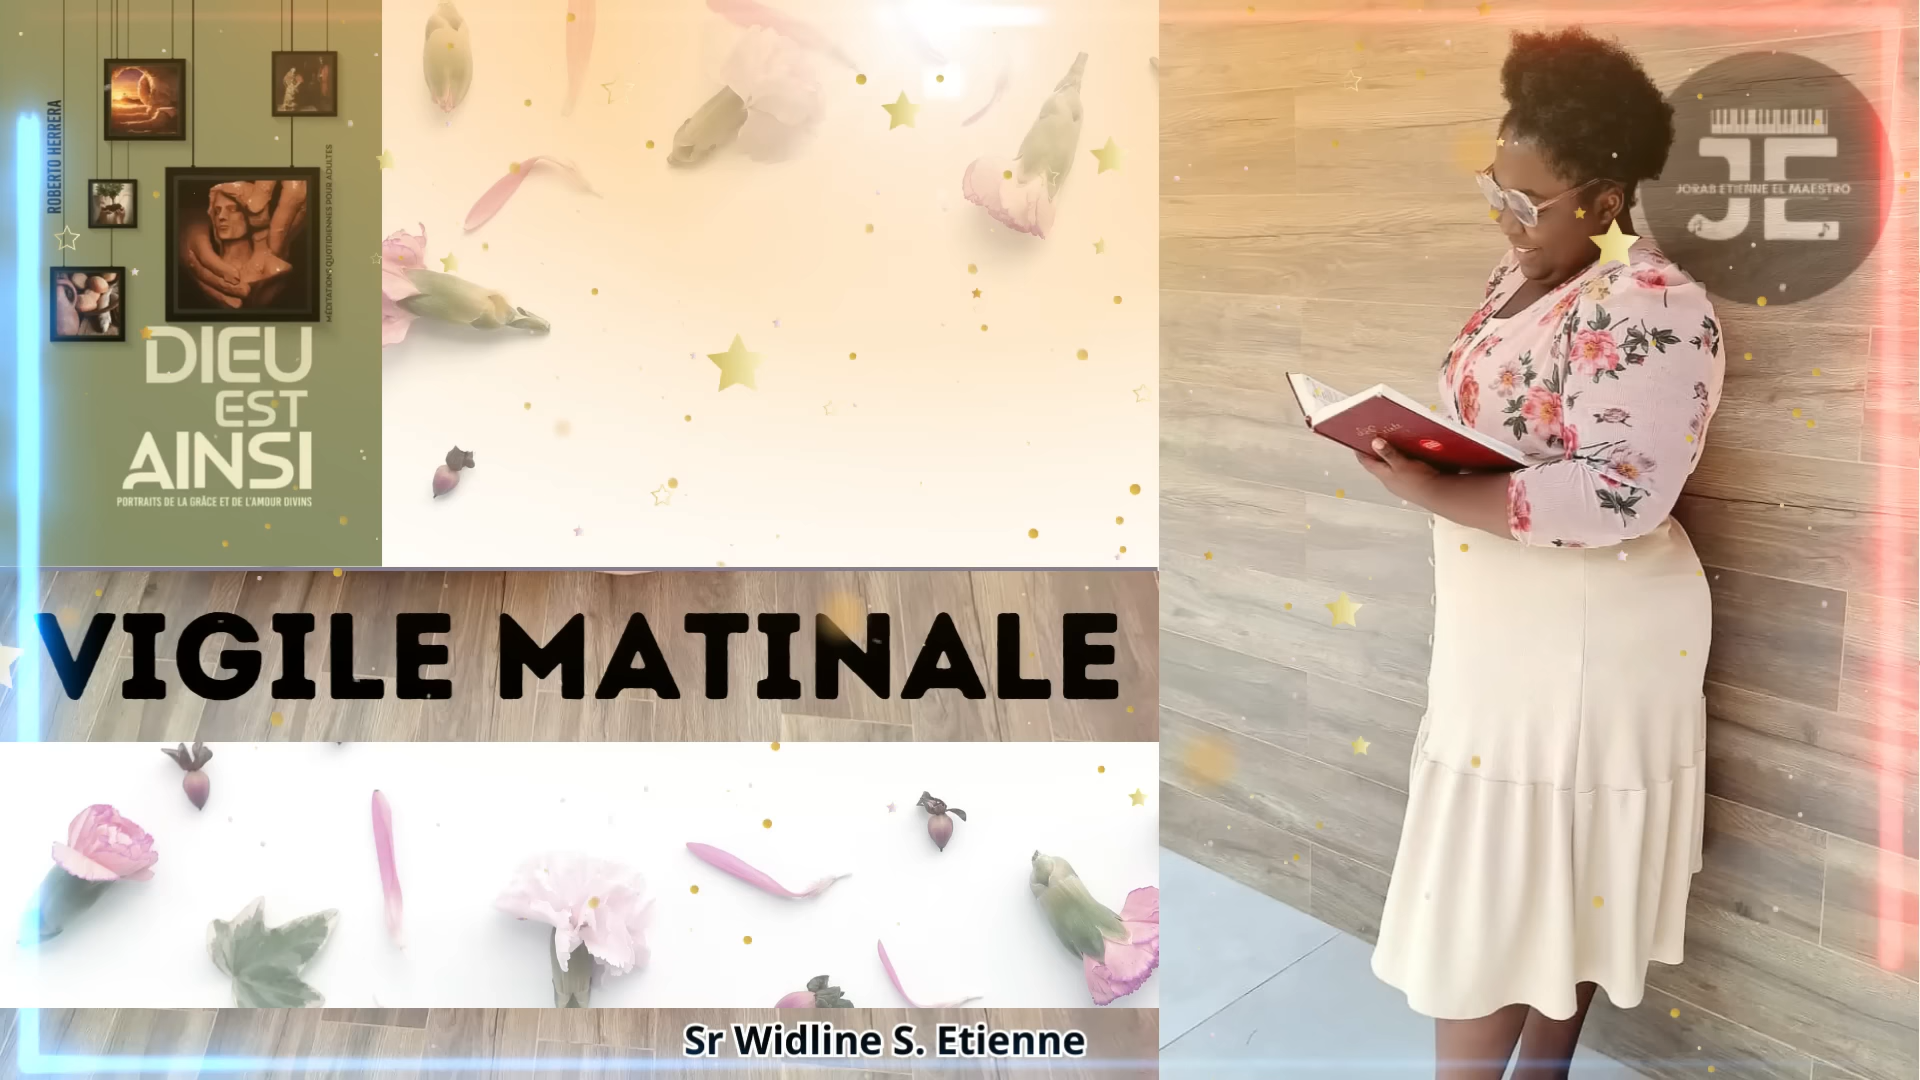 ROBERTO HERRERA
MÉDITATIONS QUOTIDIENNES POUR ADULTES
DIEU
EST
AINSI
PORTRAITS DE LA GRÂCE ET DE L'AMOUR DIVINS
VIGILE MATINALE
Sr Widline S. Etienne
JE
JORAB ETIENNE EL MAESTRO